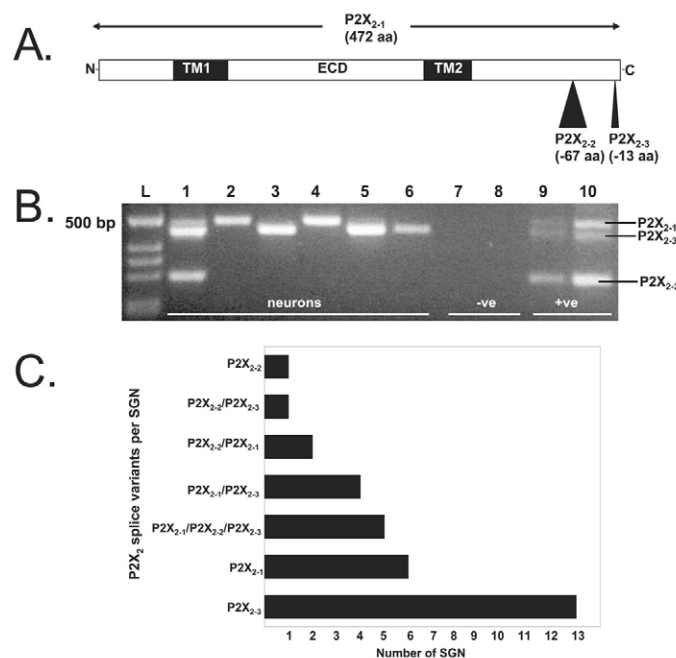 A.
P2X2-1
(472 aa)
N TM1 ECD TM2 C
P2X2-2 P2X2-3
(-67 aa) (-13 aa)
B.
L 1 2 3 4 5 6 7 8 9 10
500 bp
P2X2-1
P2X2-3
P2X2-2
neurons -ve +ve
C.
P2X2 splice variants per SGN
P2X2-2
P2X2-2/P2X2-3
P2X2-2/P2X2-1
P2X2-1/P2X2-3
P2X2-1/P2X2-2/P2X2-3
P2X2-1
P2X2-3
1 2 3 4 5 6 7 8 9 10 11 12 13
Number of SGN